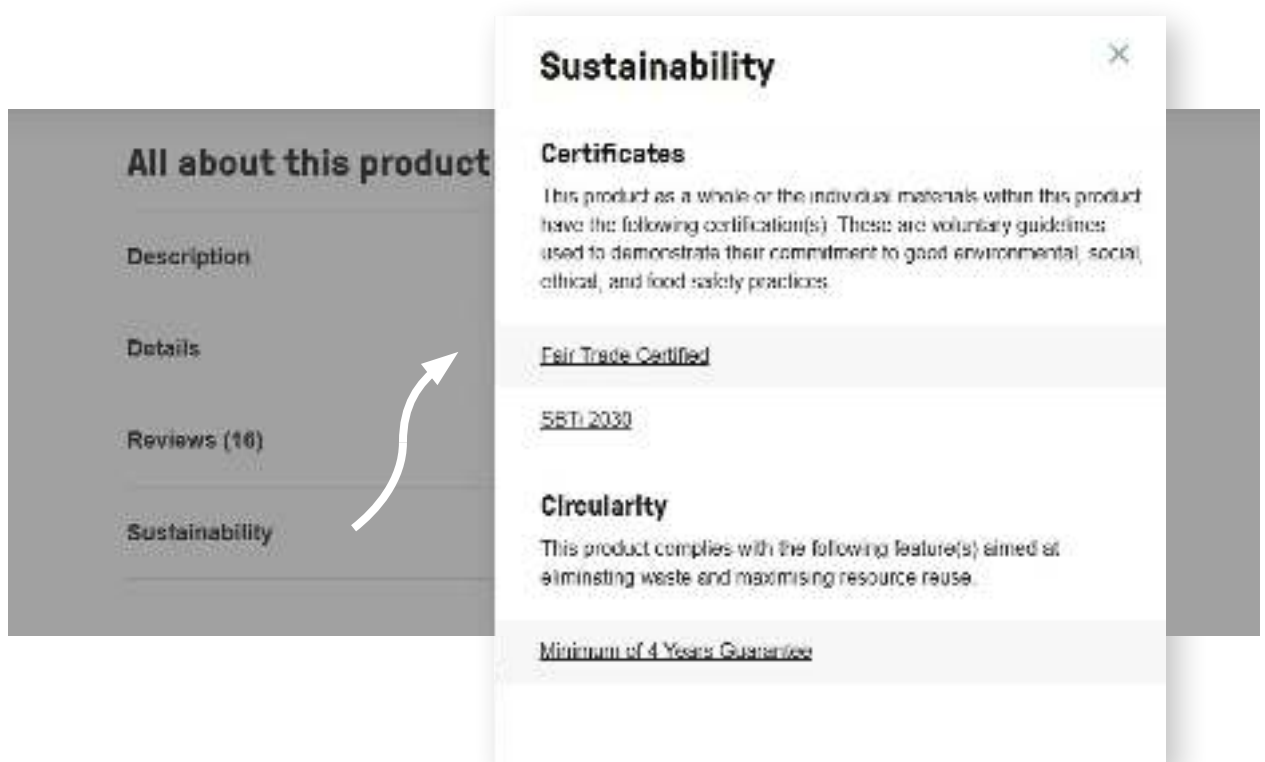 All about this product
Description
Details
Reviews (16)
Sustainability
Sustainability
Certificates
This product as a whole or the individual materials within this product
have the following certification(s). These are voluntary guidelines
used to demonstrate their commitment to good environmental, social,
ethical, and food safety practices.
Fair Trade Certified
SBTi 2030
Circularity
This product complies with the following feature(s) aimed at
eliminating waste and maximising resource reuse.
Minimum of 4 Years Guarantee